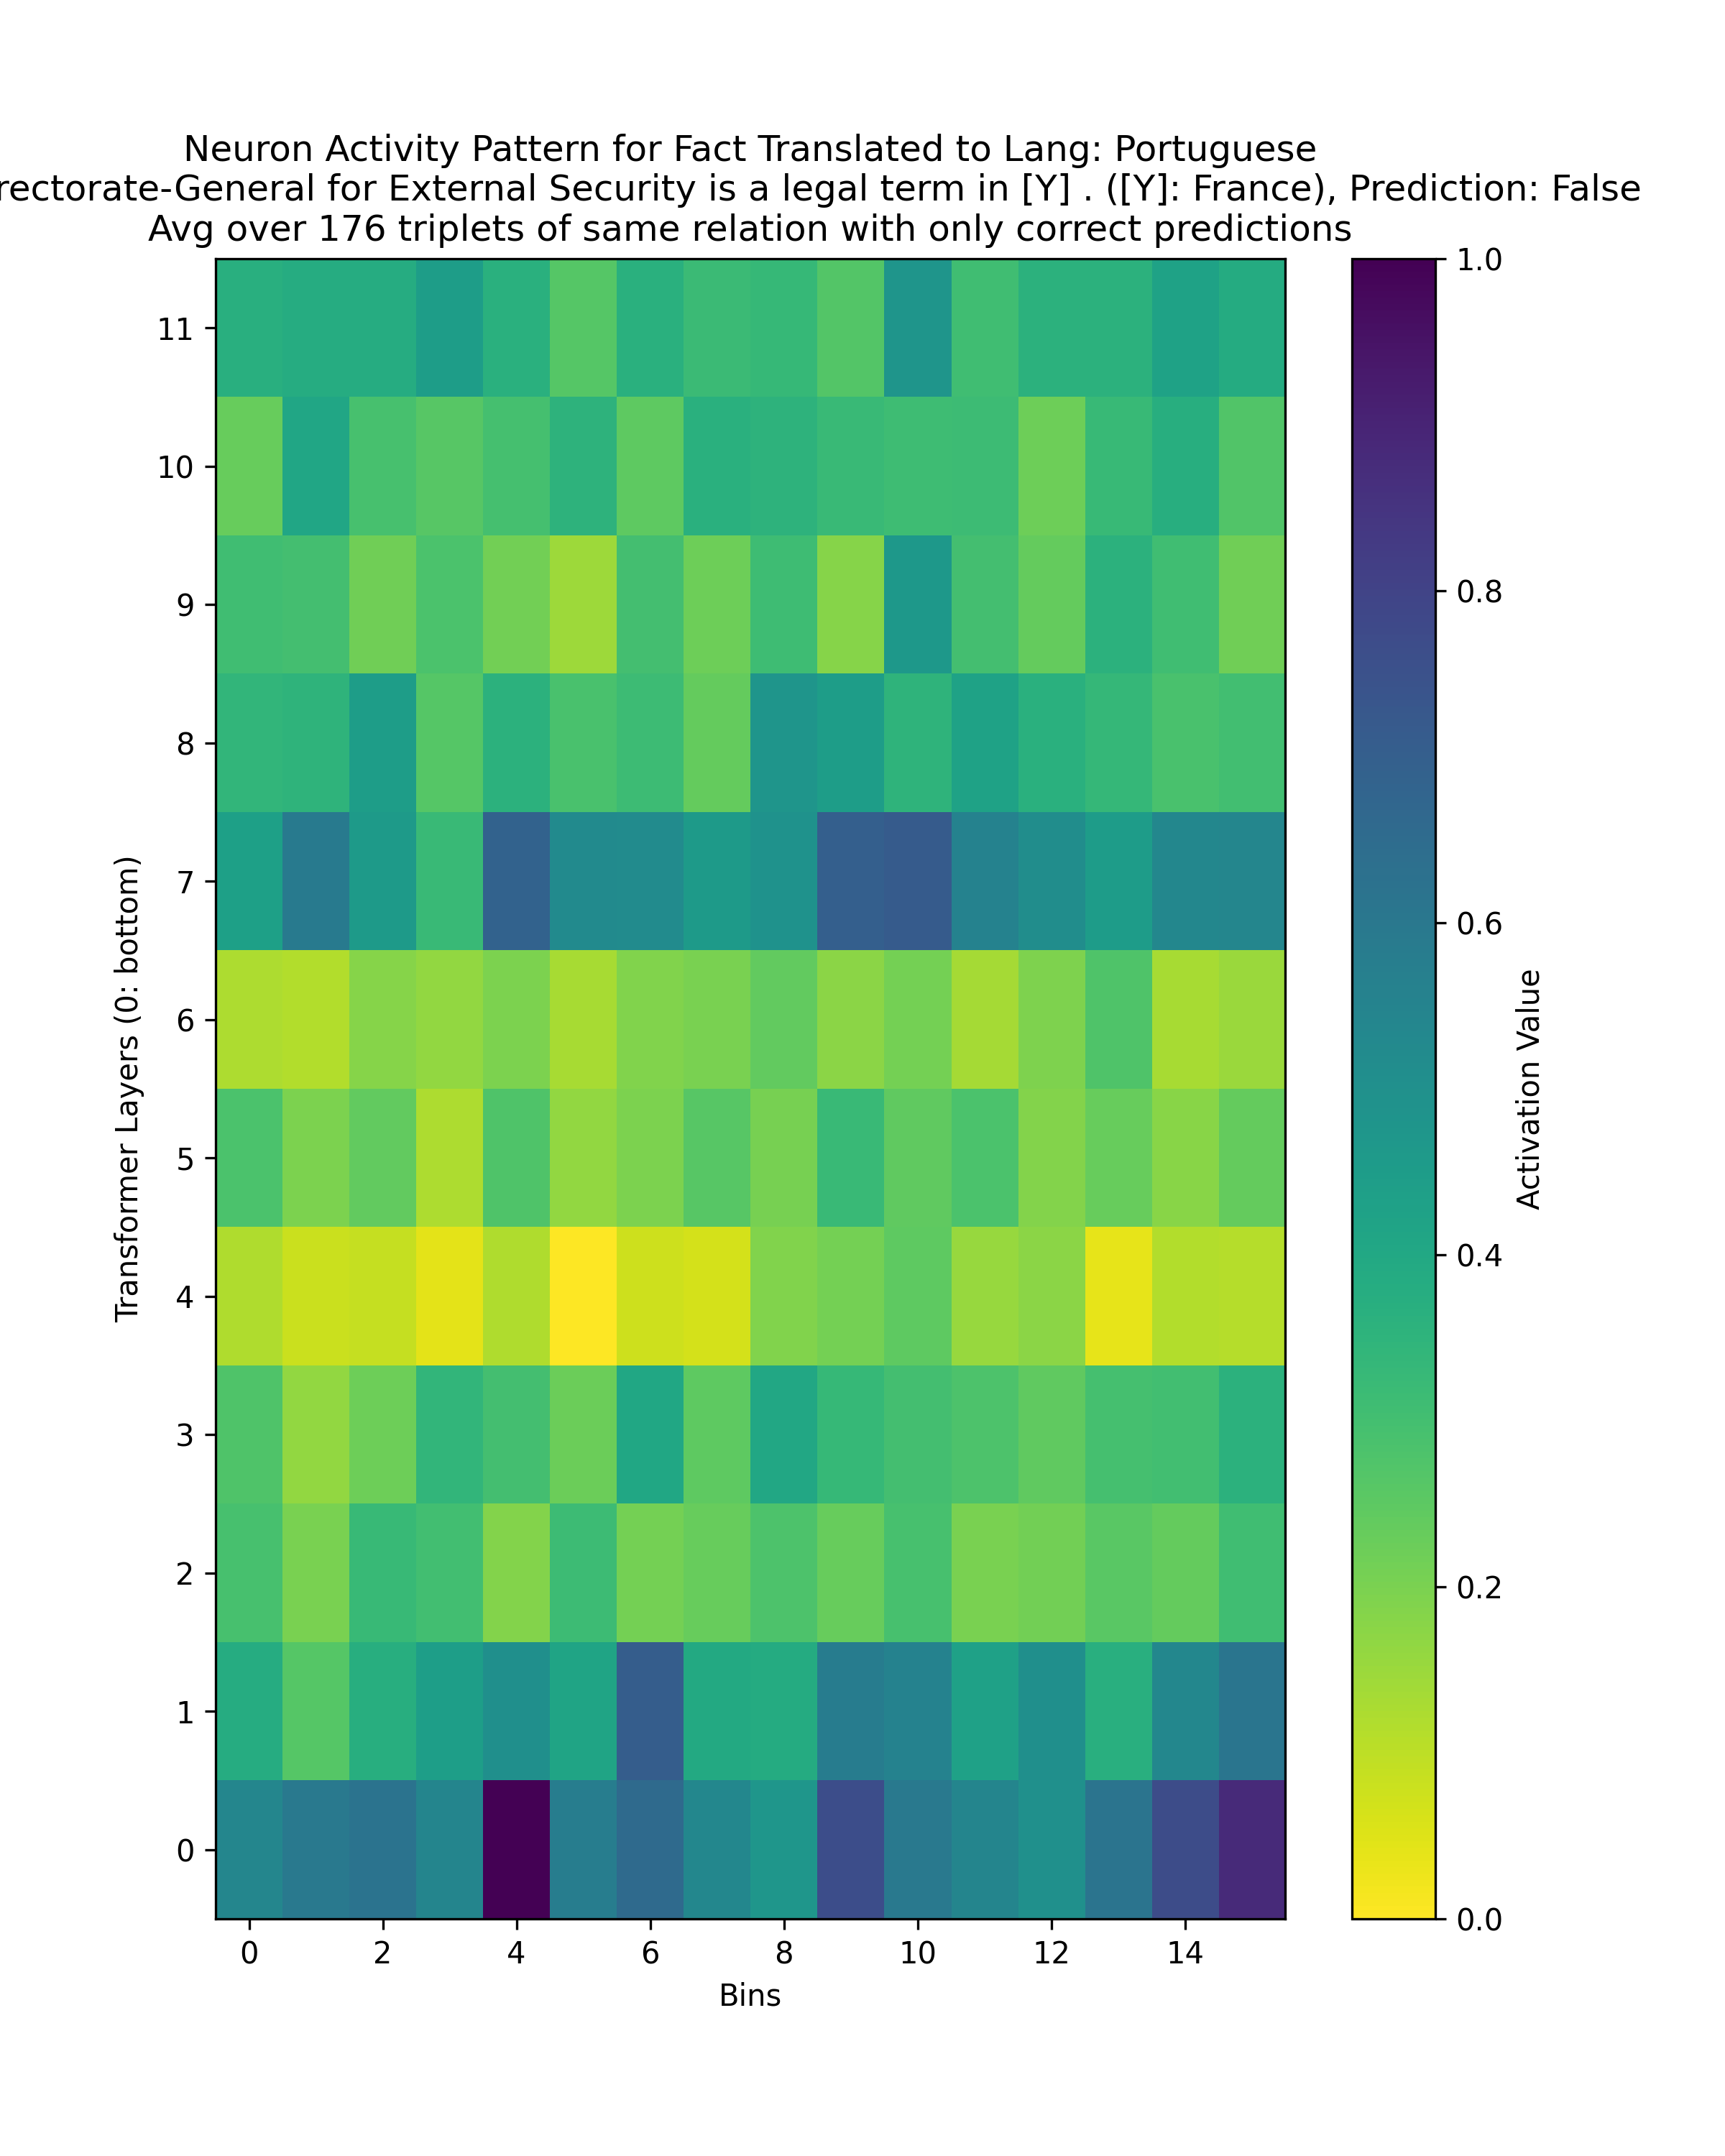 Neuron Activity Pattern for Fact Translated to Lang: Portuguese
rectorate-General for External Security is a legal term in [Y] . ([Y]: France), Prediction: False
Avg over 176 triplets of same relation with only correct predictions
1.0
11
10
9
0.8
8
7
0.6
6
5
0.4
4
3
2
0.2
1
0
0.0
Transformer Layers (0: bottom)
Activation Value
0 2 4 6 8 10 12 14
Bins